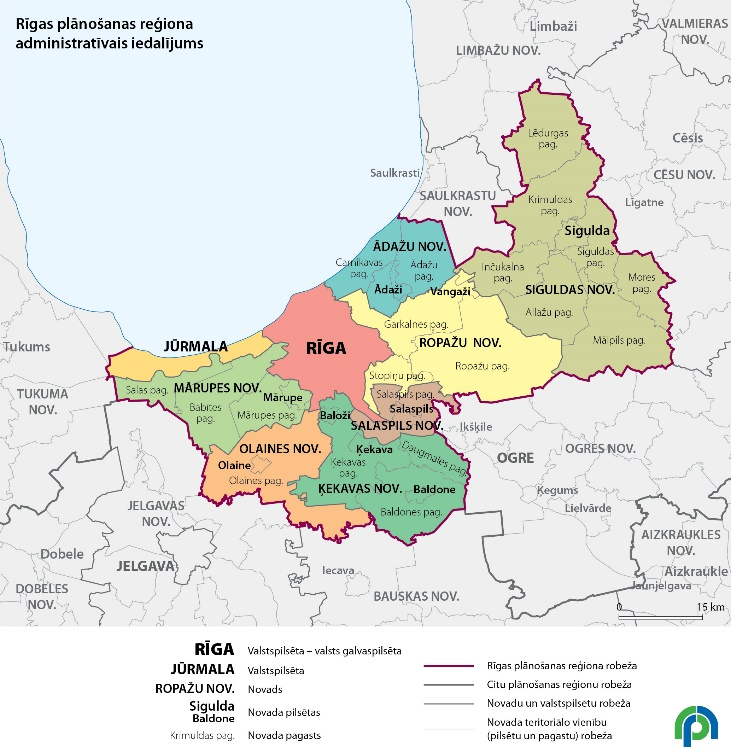 Rīgas plānošanas reģiona
administratīvais iedalījums
Limbaži
VALMIERAS
NOV.
LIMBAŽU NOV.
Lēdurgas
pag.
Cēsis
Saulkrasti
CĒSU NOV.
SAULKRASTU
NOV.
Krimuldas
pag.
Līgatne
Sigulda
ĀDAŽU NOV.
Siguldas
pag.
Carnikavas
pag.
Ādažu
pag.
Inčukalna
pag.
Mores
pag.
Ādaži
Vangaži
SIGULDAS NOV.
Allažu pag.
Garkalnes pag.
Mālpils pag.
ROPAŽU NOV.
JŪRMALA
RĪGA
Tukums
Ropažu pag.
Stopiņu pag.
TUKUMA
NOV.
Salas pag.
MĀRUPES NOV.
Mārupe
Babītes
pag.
Mārupes pag.
Salaspils pag.
Salaspils
Baloži
SALASPILS NOV.
Ikšķile
OLAINES NOV.
Ķekava
Daugmales pag.
OGRE
OGRES NOV.
Olaine
Olaines pag.
Ķekavas
pag.
ĶEKAVAS NOV.
Baldone
Ķegums
Lielvārde
Baldones pag.
JELGAVAS
NOV.
AIZKRAUKLES
NOV.
Dobele
JELGAVA
Iecava
Aizkraukle
Jaunjelgava
DOBELES
NOV.
BAUSKAS NOV.
0 15 km
RĪGA Valstspilsēta – valsts galvaspilsēta
JŪRMALA Valstspilsēta
ROPAŽU NOV. Novads
Sigulda
Baldone Novada pilsētas
Krimuldas pag. Novada pagasts
Rīgas plānošanas reģiona robeža
Citu plānošanas reģionu robeža
Novadu un valstspilsētu robeža
Novada teritoriālo vienību
(pilsētu un pagastu) robeža